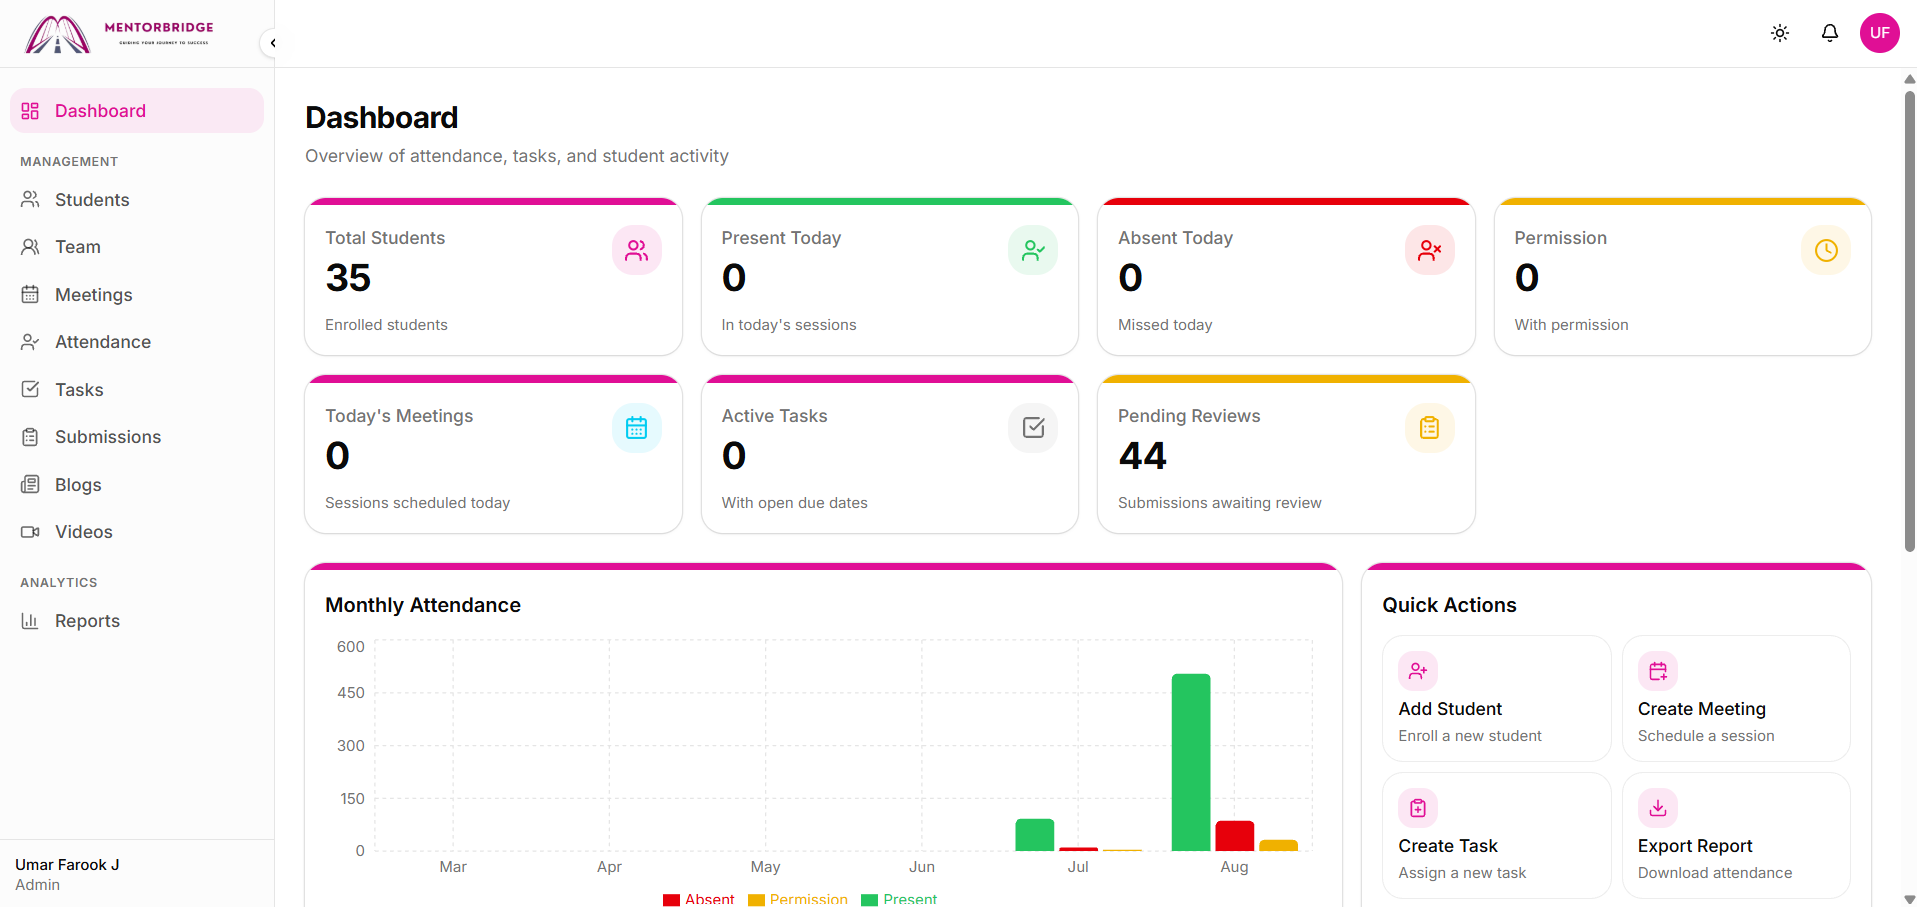 MENTORBRIDGE
GUIDING YOUR JOURNEY TO SUCCESS
UF
Dashboard
MANAGEMENT
Students
Team
Meetings
Attendance
Tasks
Submissions
Blogs
Videos
ANALYTICS
Reports
Umar Farook J
Admin
Dashboard
Overview of attendance, tasks, and student activity
Total Students
35
Enrolled students
Present Today
0
In today's sessions
Absent Today
0
Missed today
Permission
0
With permission
Today's Meetings
0
Sessions scheduled today
Active Tasks
0
With open due dates
Pending Reviews
44
Submissions awaiting review
Monthly Attendance
600
450
300
150
0
Mar Apr May Jun Jul Aug
Absent Permission Present
Quick Actions
Add Student
Enroll a new student
Create Meeting
Schedule a session
Create Task
Assign a new task
Export Report
Download attendance